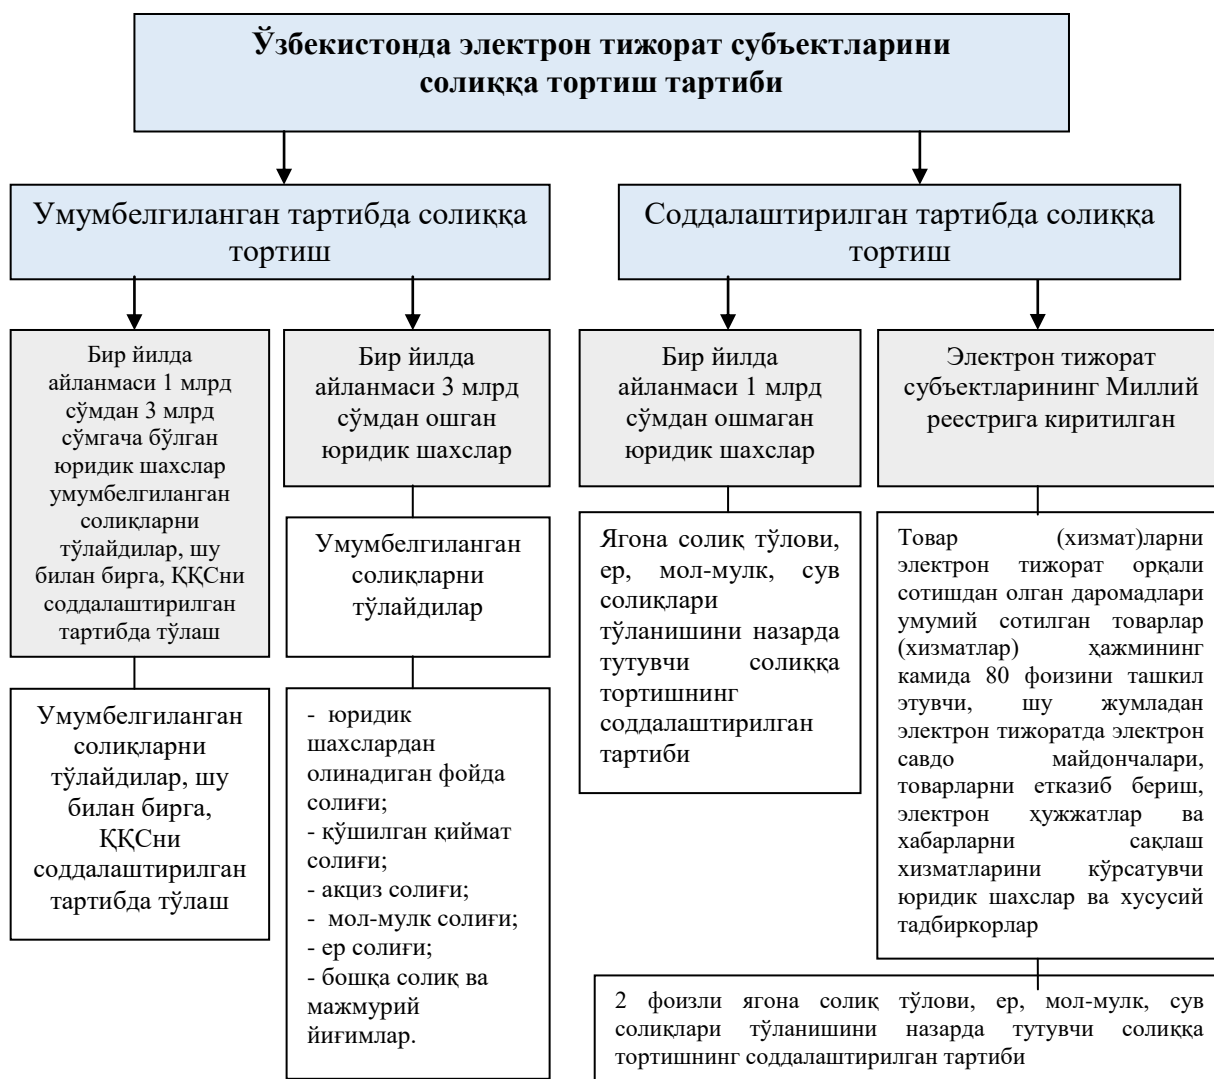 Ўзбекистонда электрон тижорат субъектларини
солиққа тортиш тартиби
Умумбелгиланган тартибда солиққа
тортиш
Соддалаштирилган тартибда солиққа
тортиш
Бир йилда
айланмаси 1 млрд
сўмдан 3 млрд
сўмгача бўлган
юридик шахслар
умумбелгиланган
солиқларни
тўлайдилар, шу
билан бирга, ҚҚСни
соддалаштирилган
тартибда тўлаш
Бир йилда
айланмаси 3 млрд
сўмдан ошган
юридик шахслар
Бир йилда
айланмаси 1 млрд
сўмдан ошмаган
юридик шахслар
Электрон тижорат
субъектларининг Миллий
реестрига киритилган
Умумбелгиланган
солиқларни
тўлайдилар, шу
билан бирга,
ҚҚСни
соддалаштирилган
тартибда тўлаш
Умумбелгиланган
солиқларни
тўлайдилар
- юридик
шахслардан
олинадиган фойда
солиғи;
- қўшилган қиймат
солиғи;
- акциз солиғи;
- мол-мулк солиғи;
- ер солиғи;
- бошқа солиқ ва
мажмурий
йиғимлар.
Ягона солиқ тўлови,
ер, мол-мулк, сув
солиқлари
тўланишини назарда
тутувчи солиққа
тортишнинг
соддалаштирилган
тартиби
Товар (хизмат)ларни
электрон тижорат орқали
сотишдан олган даромадлари
умумий сотилган товарлар
(хизматлар) ҳажмининг
камида 80 фоизини ташкил
этувчи, шу жумладан
электрон тижоратда электрон
савдо майдончалари,
товарларни етказиб бериш,
электрон ҳужжатлар ва
хабарларни сақлаш
хизматларини кўрсатувчи
юридик шахслар ва хусусий
тадбиркорлар
2 фоизли ягона солиқ тўлови, ер, мол-мулк, сув
солиқлари тўланишини назарда тутувчи солиққа
тортишнинг соддалаштирилган тартиби